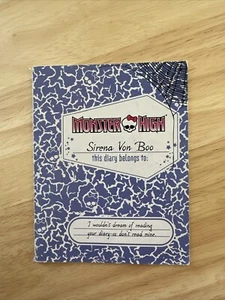 MONSTER HIGH
Sirena Von Boo
this diary belongs to:
I wouldn't dream of reading
your diary-so don't read mine.